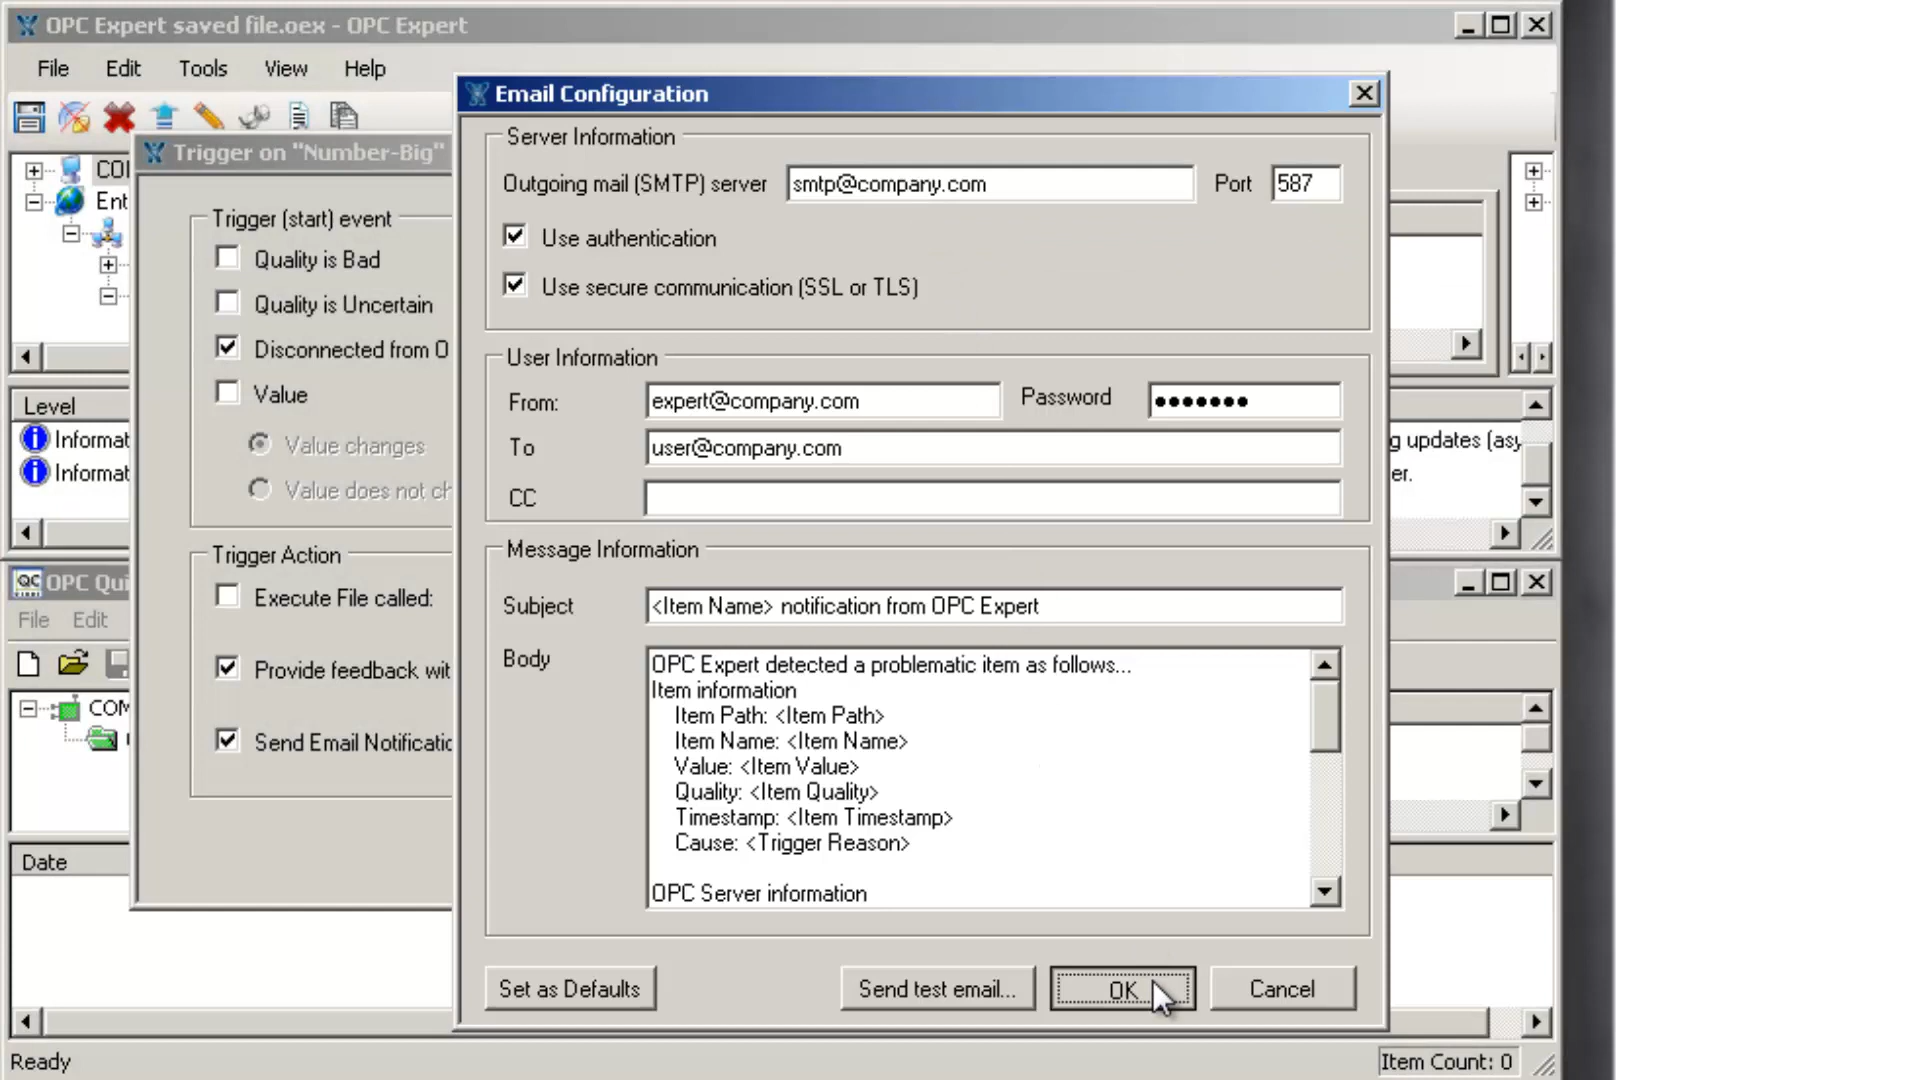 OPC Expert saved file.oex - OPC Expert
File Edit Tools View Help
Trigger on "Number-Big"
Trigger (start) event
Quality is Bad
Quality is Uncertain
Disconnected from O
Value
Value changes
Value does not ch
Trigger Action
Execute File called:
Provide feedback wit
Send Email Notificatio
Email Configuration
Server Information
Outgoing mail (SMTP) server smtp@company.com Port 587
Use authentication
Use secure communication (SSL or TLS)
User Information
From: expert@company.com Password ●●●●●●●
To user@company.com
CC
Message Information
Subject <Item Name> notification from OPC Expert
Body
OPC Expert detected a problematic item as follows...
Item information
Item Path: <Item Path>
Item Name: <Item Name>
Value: <Item Value>
Quality: <Item Quality>
Timestamp: <Item Timestamp>
Cause: <Trigger Reason>
OPC Server information
Set as Defaults Send test email... OK Cancel
Ent
Level
Informat
Informat
g updates (asy
er.
QC OPC Qui
File Edit
COM
Date
Ready Item Count: 0